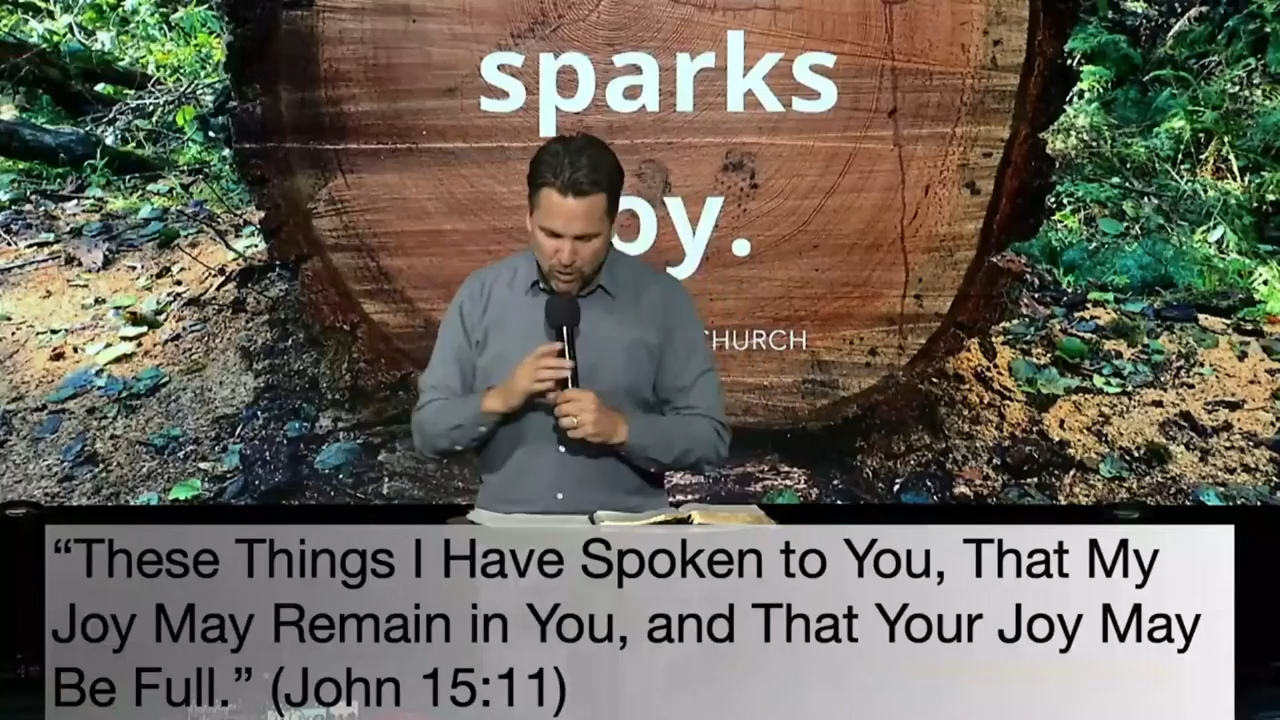 sparks
oy.
HURCH
“These Things I Have Spoken to You, That My
Joy May Remain in You, and That Your Joy May
Be Full.” (John 15:11)